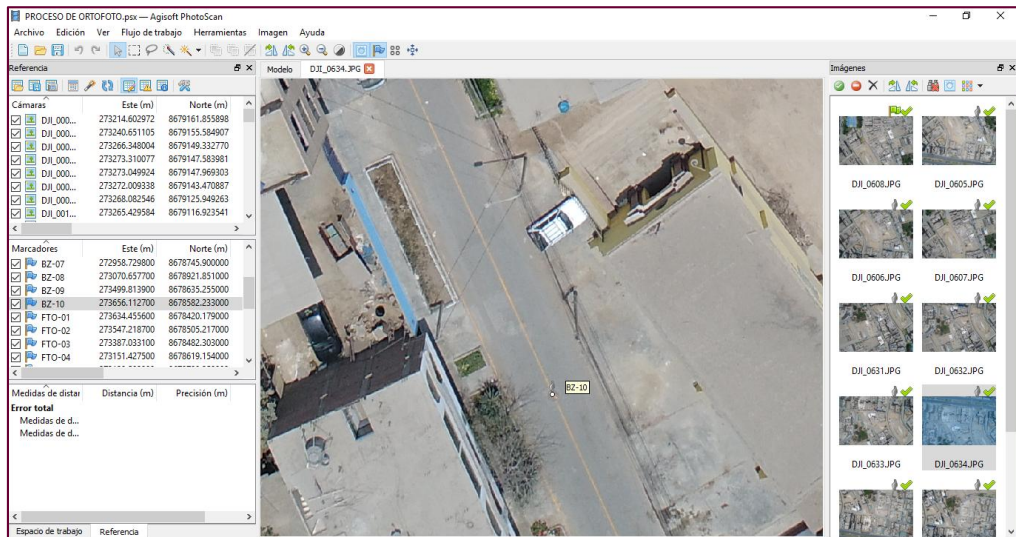 PROCESO DE ORTOFOTO.psx — Agisoft PhotoScan
Archivo Edición Ver Flujo de trabajo Herramientas Imagen Ayuda
Referencia
Modelo DJI_0634.JPG
Imágenes
Cámaras Este (m) Norte (m)
DJI_000... 273214.602972 8679161.855898
DJI_000... 273240.651105 8679155.584907
DJI_000... 273266.348004 8679149.332770
DJI_000... 273273.310077 8679147.583981
DJI_000... 273273.049924 8679147.969303
DJI_000... 273272.009338 8679143.470887
DJI_000... 273268.082546 8679125.949263
DJI_001... 273265.429584 8679116.923541
Marcadores Este (m) Norte (m)
BZ-07 272958.729800 8678745.900000
BZ-08 273070.657700 8678921.851000
BZ-09 273499.813900 8678635.255000
BZ-10 273656.112700 8678582.233000
FTO-01 273634.455600 8678420.179000
FTO-02 273547.218700 8678505.217000
FTO-03 273387.033100 8678482.303000
FTO-04 273151.427500 8678619.154000
Medidas de distar Distancia (m) Precisión (m)
Error total
Medidas de d...
Medidas de d...
Espacio de trabajo Referencia
BZ-10
DJI_0608.JPG DJI_0605.JPG
DJI_0606.JPG DJI_0607.JPG
DJI_0631.JPG DJI_0632.JPG
DJI_0633.JPG DJI_0634.JPG